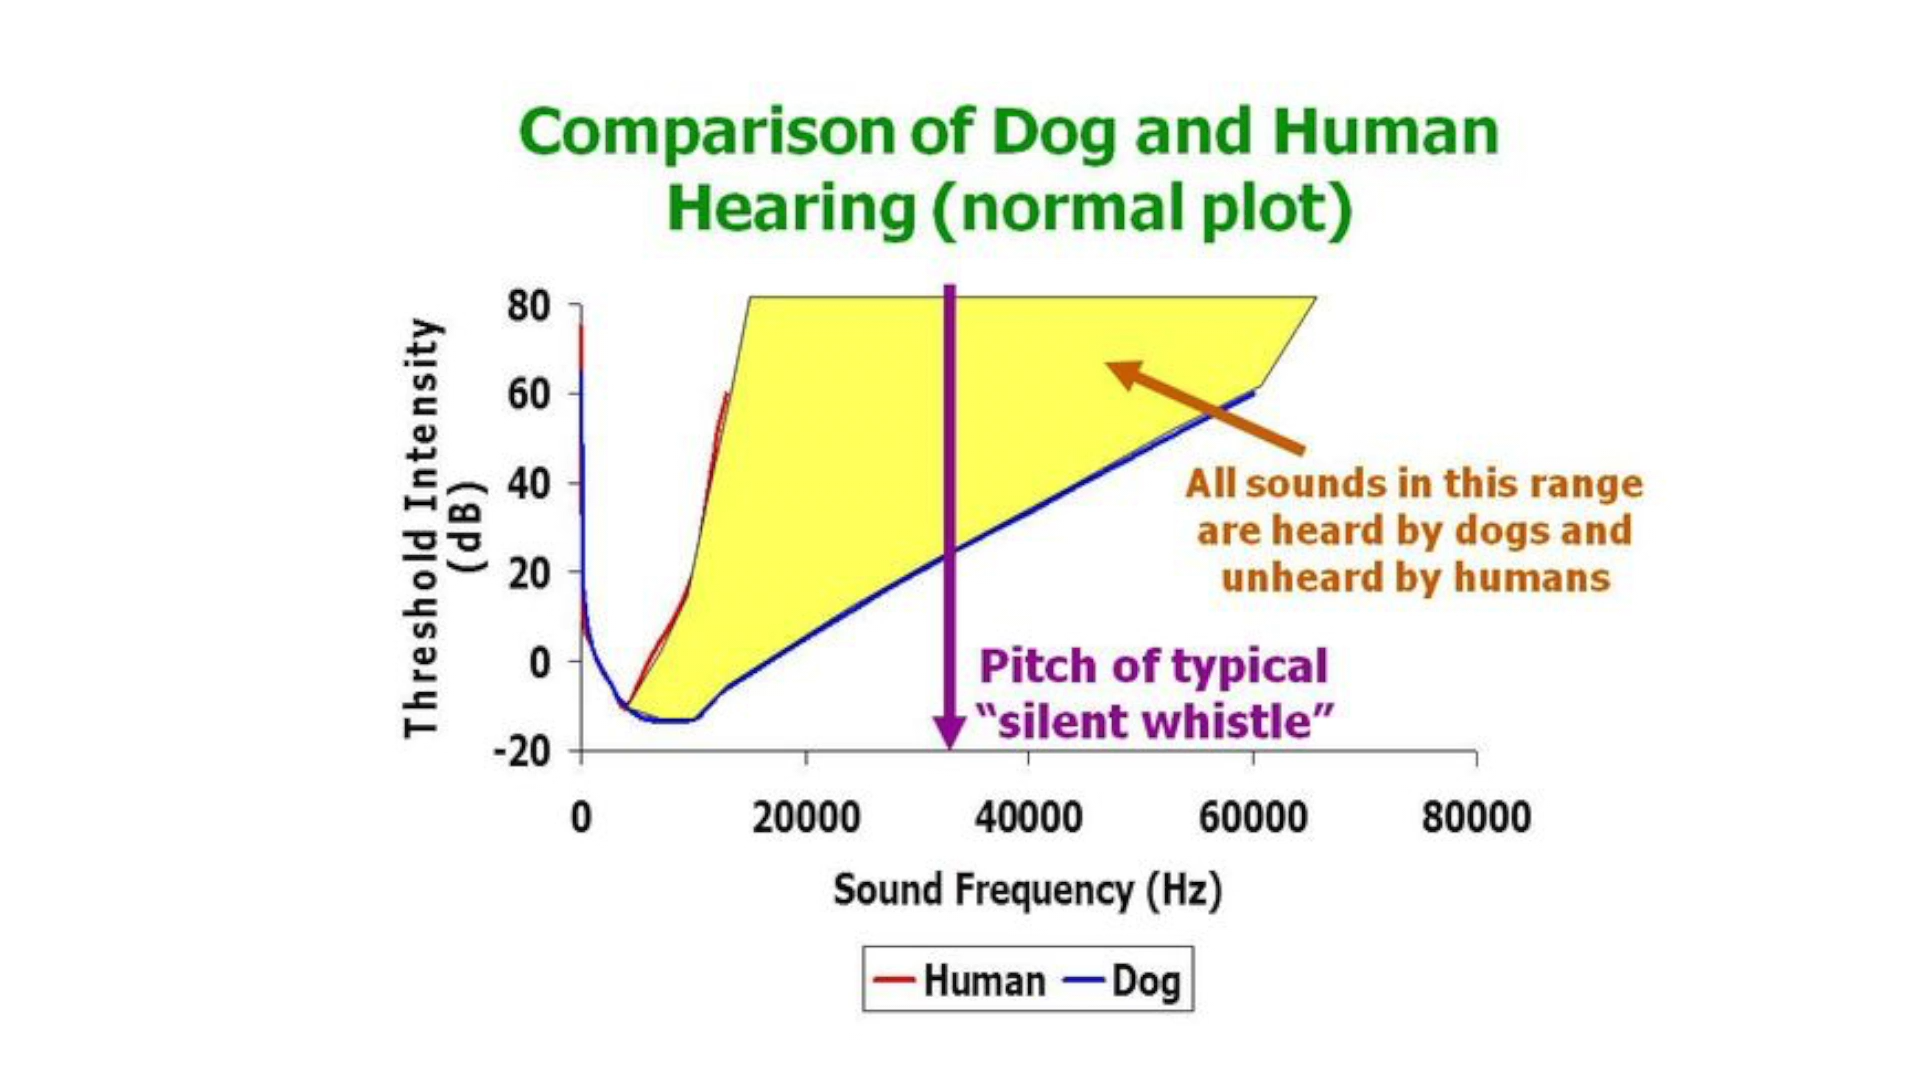 Comparison of Dog and Human
Hearing (normal plot)
Threshold Intensity
(dB)
80
60
40
20
0
-20
All sounds in this range
are heard by dogs and
unheard by humans
Pitch of typical
“silent whistle”
0 20000 40000 60000 80000
Sound Frequency (Hz)
Human Dog